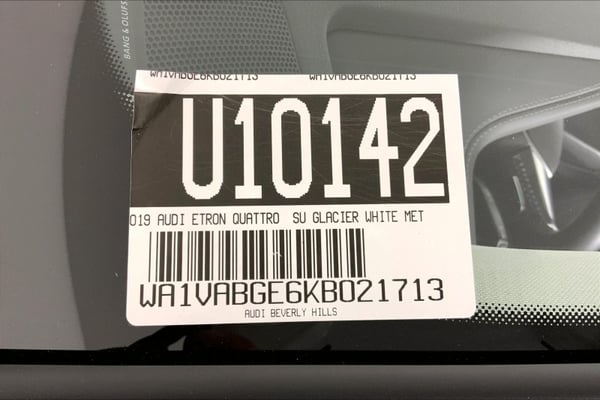 BANG & OLUFS
WA1VABGE6KB021713 WA1VABGE6KB021713
U10142
019 AUDI ETRON QUATTRO SU GLACIER WHITE MET
WA1VABGE6KB021713
AUDI BEVERLY HILLS